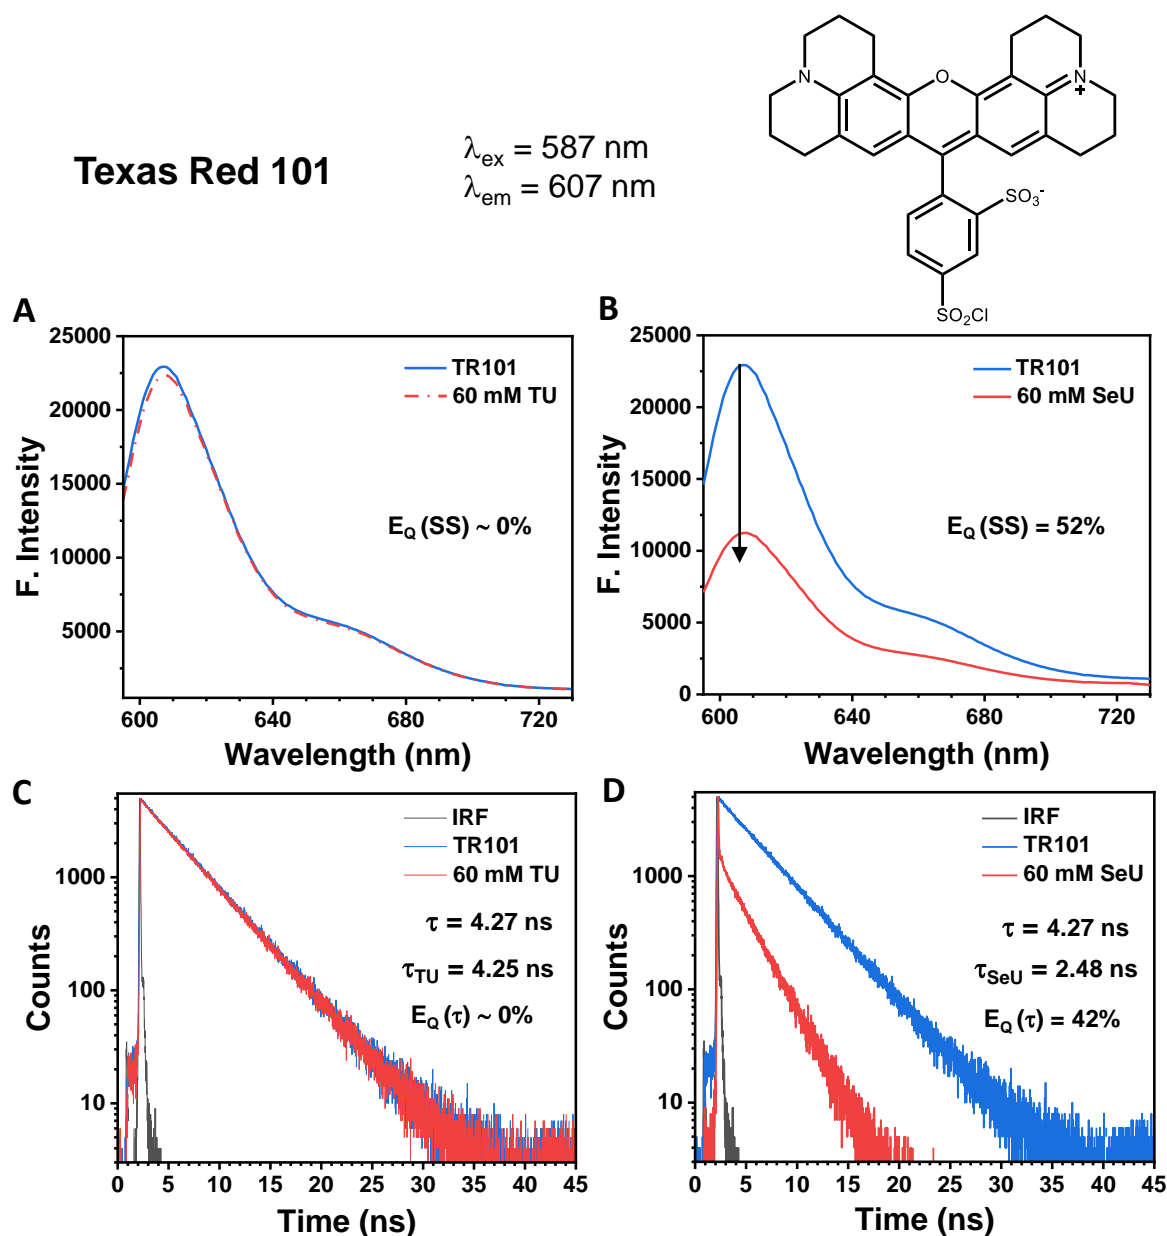 Texas Red 101
λex = 587 nm
λem = 607 nm
N
O
N
+
SO3-
SO2Cl
A
25000
20000
15000
10000
5000
F. Intensity
TR101
60 mM TU
EQ (SS) ~ 0%
600
640
680
720
Wavelength (nm)
B
25000
20000
15000
10000
5000
0
F. Intensity
TR101
60 mM SeU
EQ (SS) = 52%
600
640
680
720
Wavelength (nm)
C
1000
100
10
Counts
IRF
TR101
60 mM TU
τ = 4.27 ns
τTU = 4.25 ns
EQ (τ) ~ 0%
0
5
10
15
20
25
30
35
40
45
Time (ns)
D
1000
100
10
Counts
IRF
TR101
60 mM SeU
τ = 4.27 ns
τSeU = 2.48 ns
EQ (τ) = 42%
0
5
10
15
20
25
30
35
40
45
Time (ns)